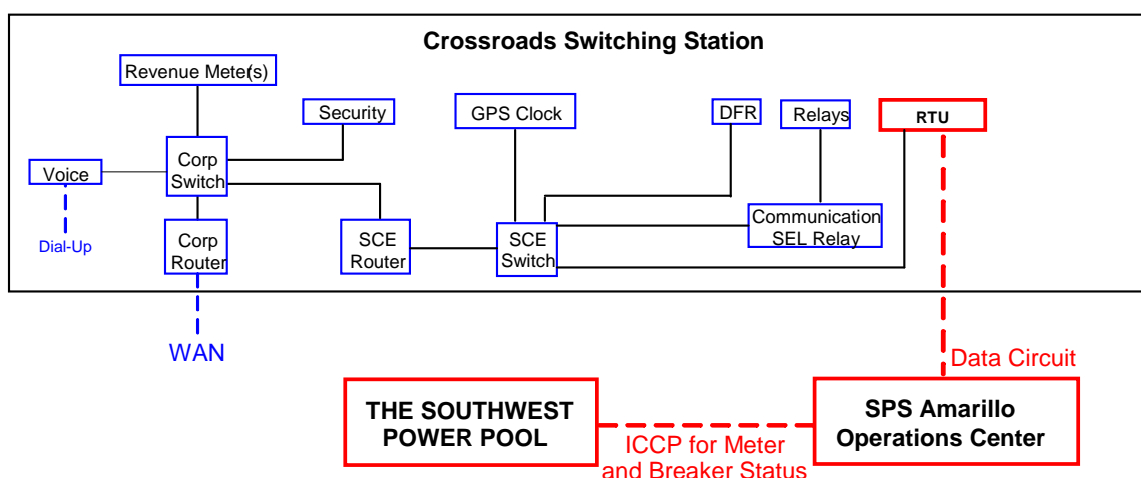 Crossroads Switching Station
Revenue Meter(s)
Security
GPS Clock
DFR
Relays
RTU
Voice
Corp
Switch
Dial-Up
Corp
Router
SCE
Router
SCE
Switch
Communication
SEL Relay
WAN
Data Circuit
THE SOUTHWEST
POWER POOL
ICCP for Meter
and Breaker Status
SPS Amarillo
Operations Center